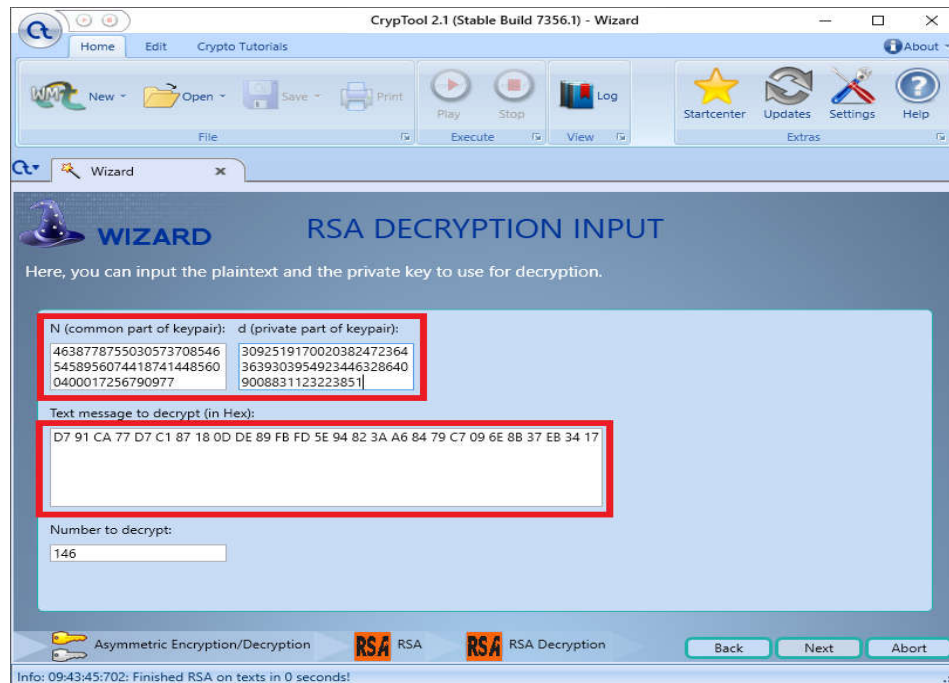 CrypTool 2.1 (Stable Build 7356.1) - Wizard
Home Edit Crypto Tutorials About
New Open Save Print Play Stop Log Startcenter Updates Settings Help
File Execute View Extras
Wizard
WIZARD RSA DECRYPTION INPUT
Here, you can input the plaintext and the private key to use for decryption.
N (common part of keypair): d (private part of keypair):
4638778755030573708546 3092519170020382472364
5458956074418741448560 3639303954923446328640
0400017256790977 9008831123223851
Text message to decrypt (in Hex):
D7 91 CA 77 D7 C1 87 18 0D DE 89 FB FD 5E 94 82 3A A6 84 79 C7 09 6E 8B 37 EB 34 17
Number to decrypt:
146
Asymmetric Encryption/Decryption RSA RSA RSA RSA Decryption Back Next Abort
Info: 09:43:45:702: Finished RSA on texts in 0 seconds!